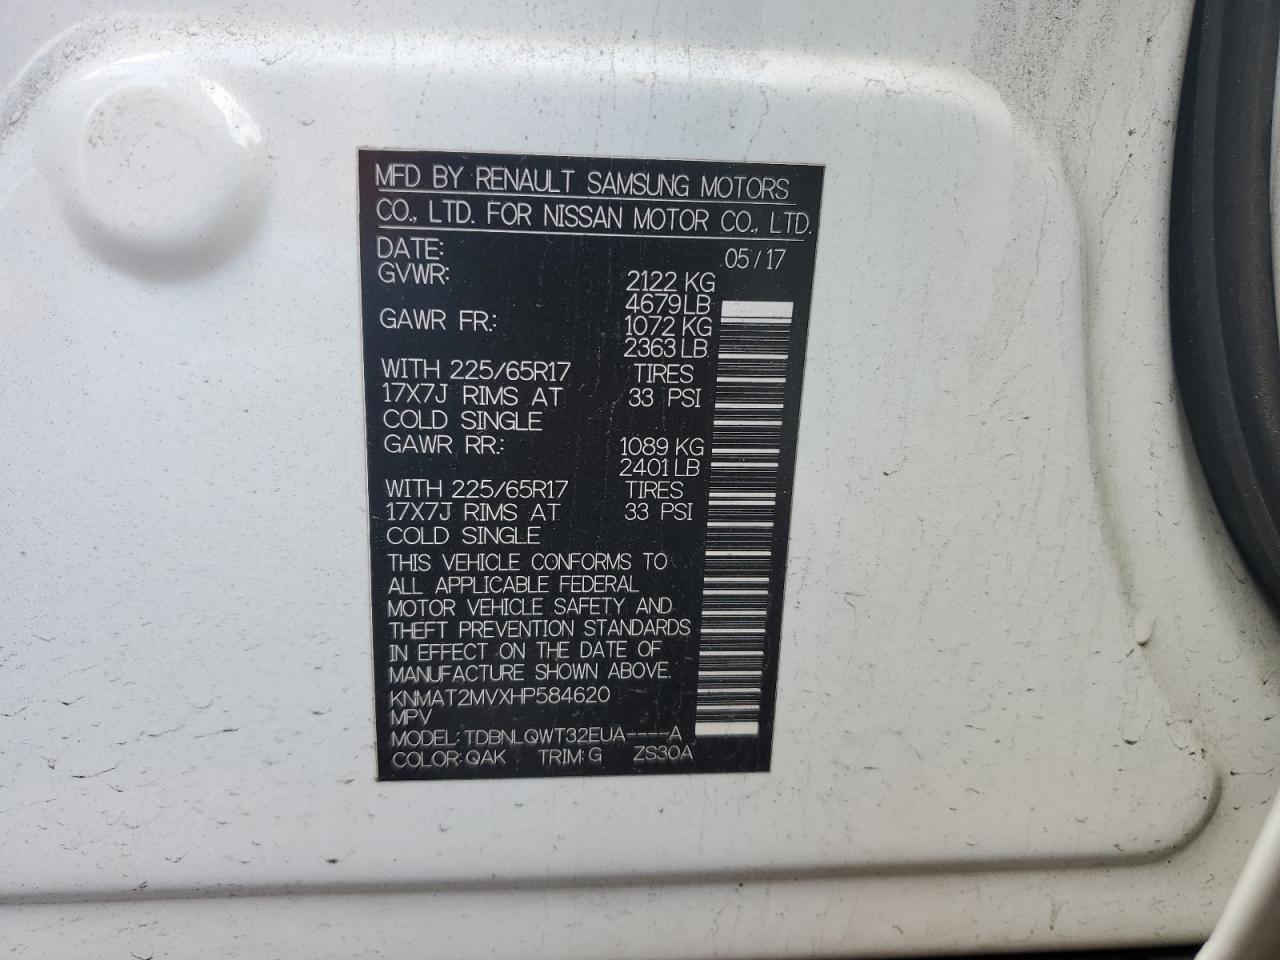 MFD BY RENAULT SAMSUNG MOTORS
CO., LTD. FOR NISSAN MOTOR CO., LTD.
DATE: 05/17
GVWR: 2122 KG
4679LB
GAWR FR.: 1072 KG
2363LB
WITH 225/65R17 TIRES
17X7J RIMS AT 33 PSI
COLD SINGLE
GAWR RR.: 1089 KG
2401LB
WITH 225/65R17 TIRES
17X7J RIMS AT 33 PSI
COLD SINGLE
THIS VEHICLE CONFORMS TO
ALL APPLICABLE FEDERAL
MOTOR VEHICLE SAFETY AND
THEFT PREVENTION STANDARDS
IN EFFECT ON THE DATE OF
MANUFACTURE SHOWN ABOVE.
KNMAT2MVXHP584620
MPV
MODEL: TDBNLQWT32EUA----A
COLOR: QAK TRIM: G ZS30A